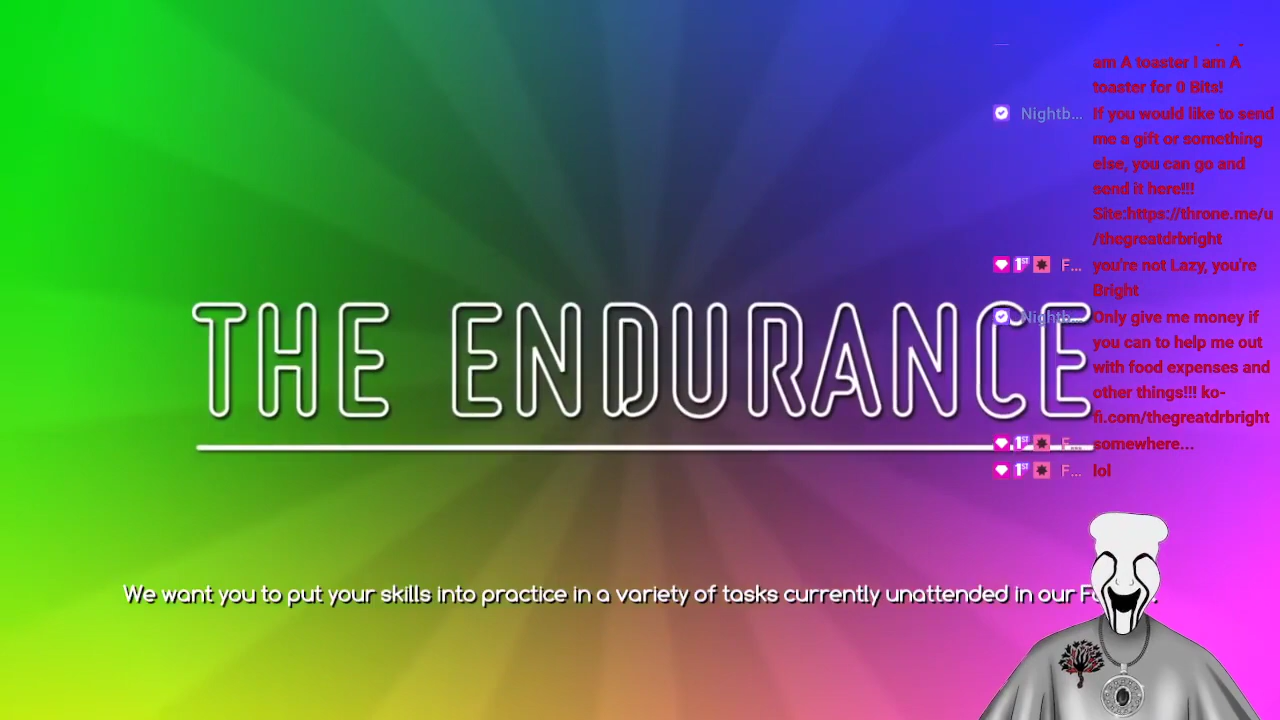 THE ENDURANCE
We want you to put your skills into practice in a variety of tasks currently unattended in our
am A toaster I am A
toaster for 0 Bits!
Nightb... If you would like to send
me a gift or something
else, you can go and
send it here!!!
Site:https://throne.me/u
/thegreatdrbright
1ST F... you're not Lazy, you're
Bright
Nightb... Only give me money if
you can to help me out
with food expenses and
other things!!! ko-
fi.com/thegreatdrbright
1ST F... somewhere...
1ST F... lol